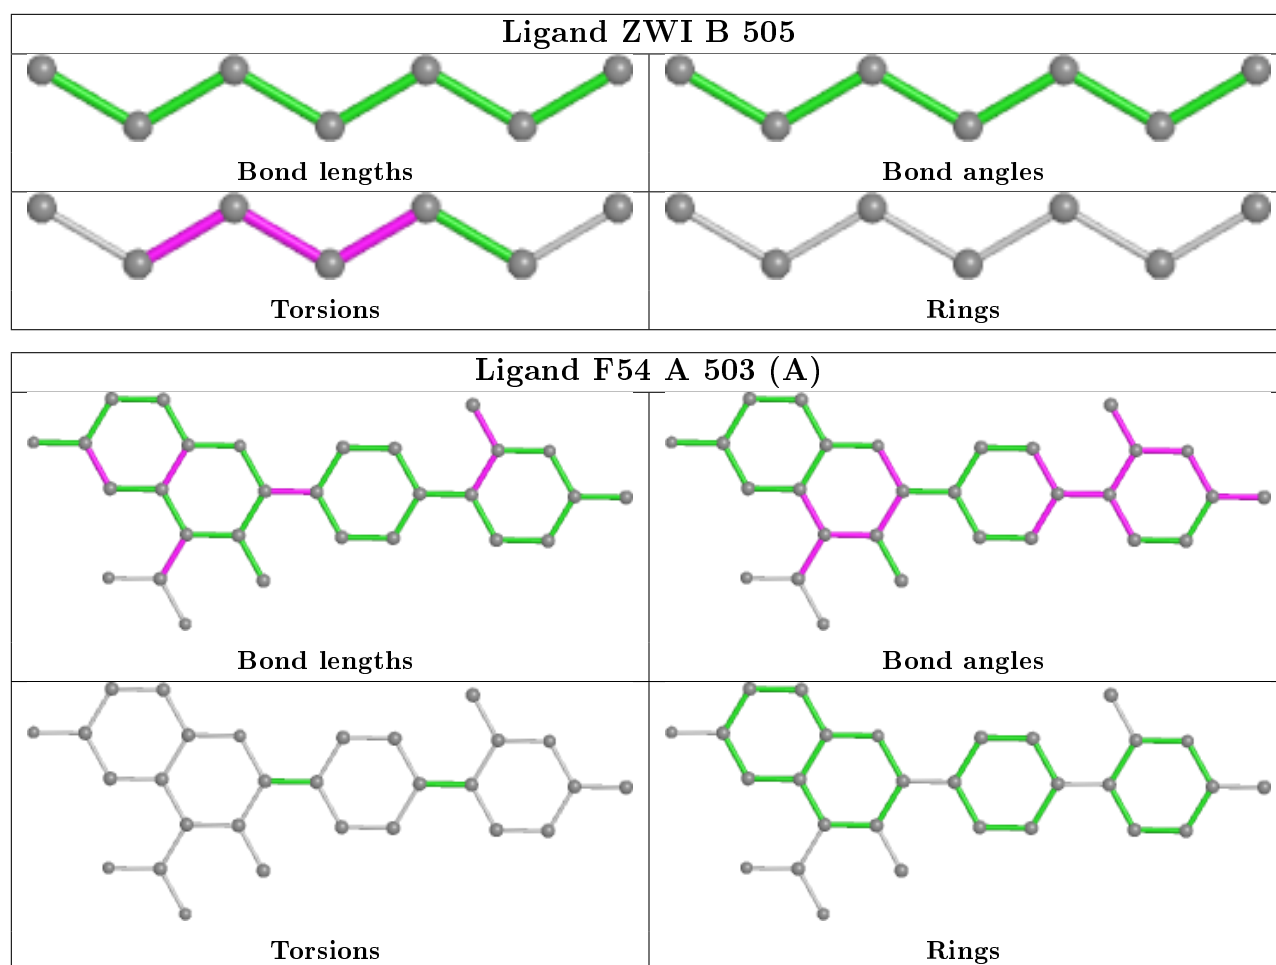 Ligand ZWI B 505
Bond lengths
Bond angles
Torsions
Rings
Ligand F54 A 503 (A)
Bond lengths
Bond angles
Torsions
Rings